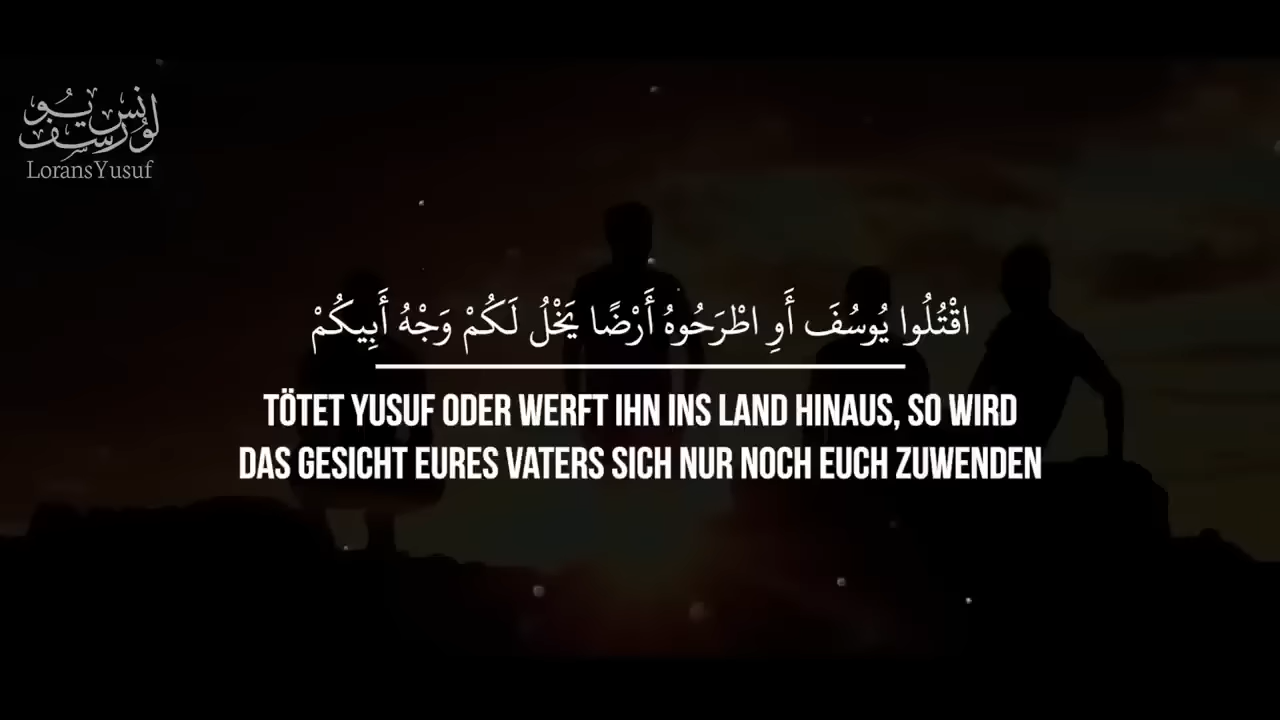 لورنس يوسف
LoransYusuf
اقْتُلُوا يُوسُفَ أَوِ اطْرَحُوهُ أَرْضًا يَخْلُ لَكُمْ وَجْهُ أَبِيكُمْ
TÖTET YUSUF ODER WERFT IHN INS LAND HINAUS, SO WIRD
DAS GESICHT EURES VATERS SICH NUR NOCH EUCH ZUWENDEN